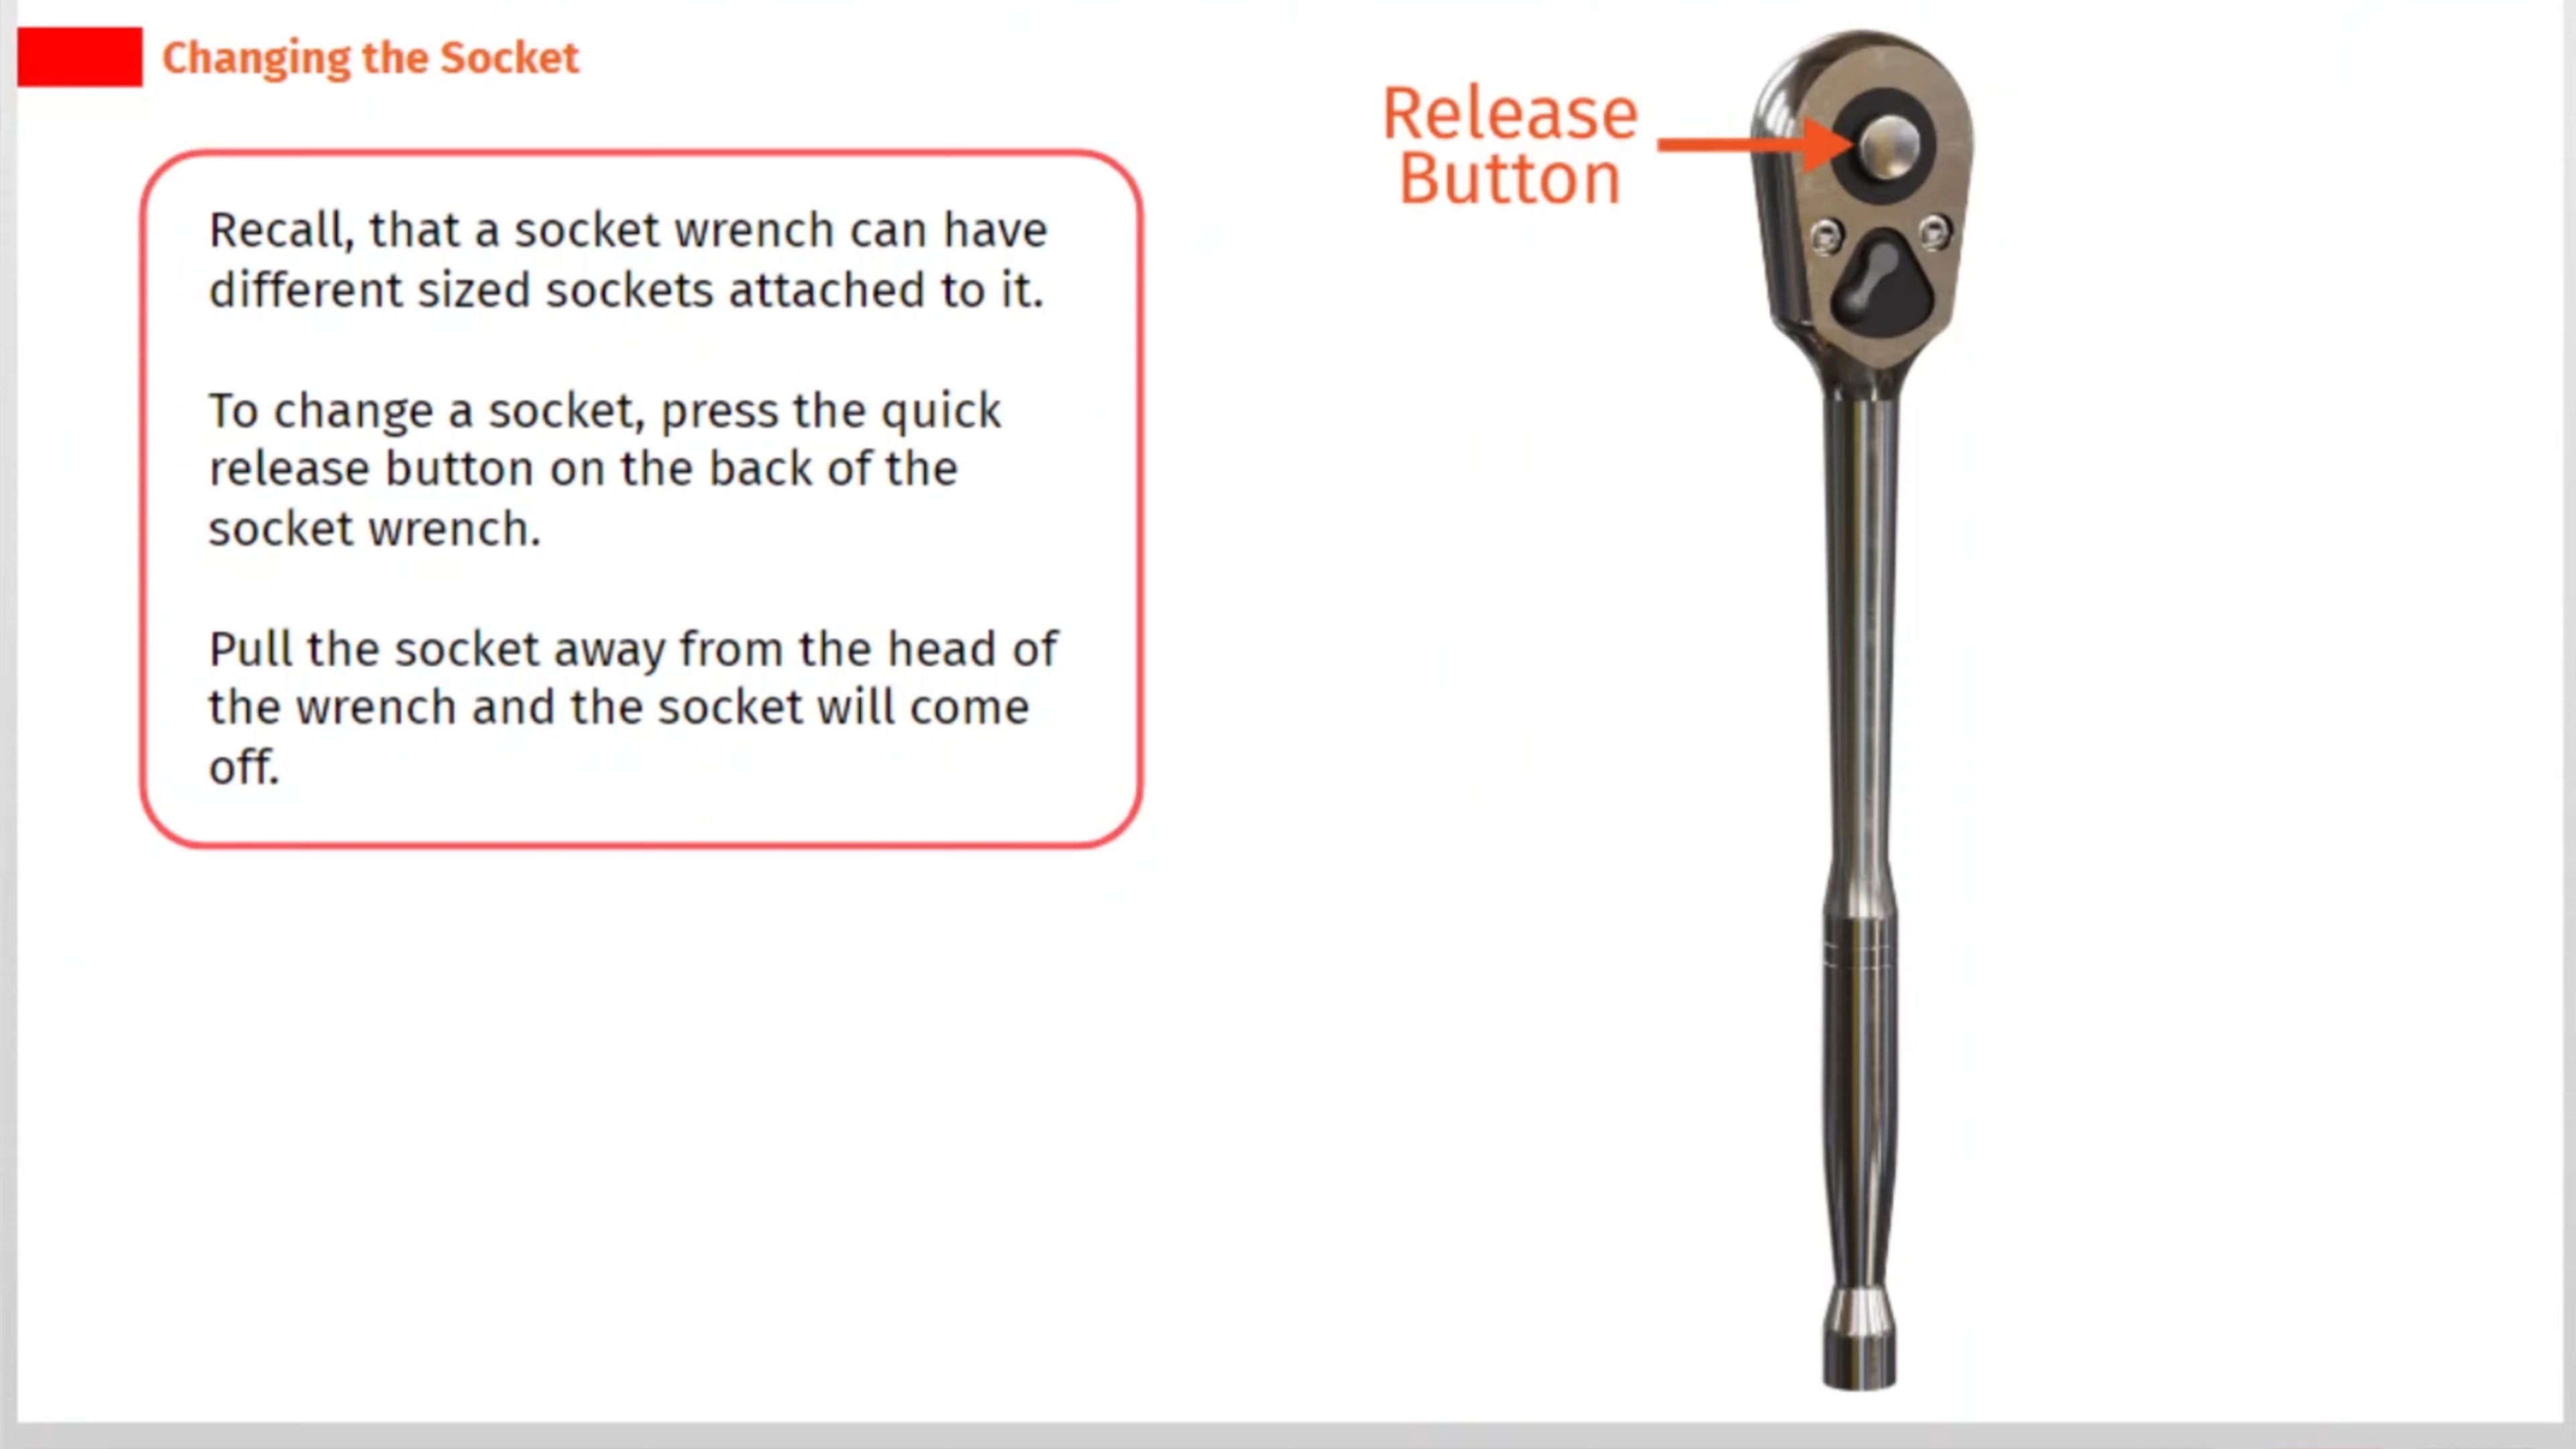 Changing the Socket
Recall, that a socket wrench can have
different sized sockets attached to it.
To change a socket, press the quick
release button on the back of the
socket wrench.
Pull the socket away from the head of
the wrench and the socket will come
off.
Release
Button